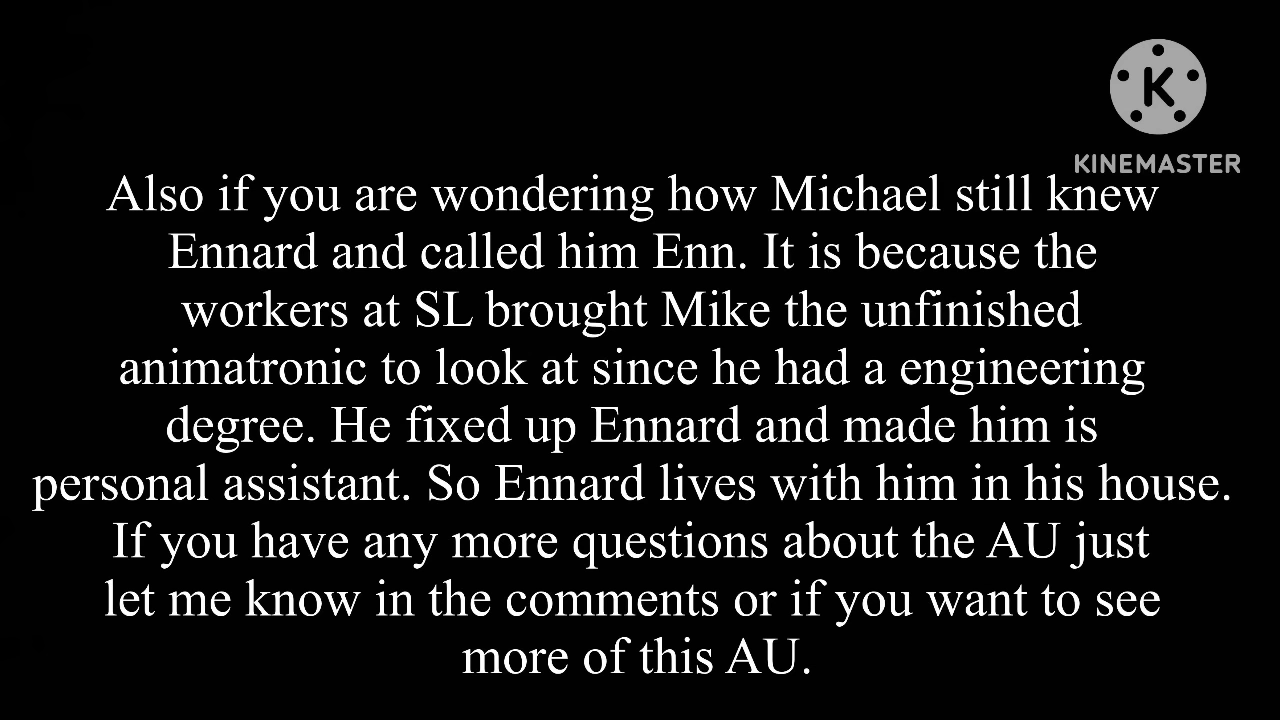 K
KINEMASTER
Also if you are wondering how Michael still knew
Ennard and called him Enn. It is because the
workers at SL brought Mike the unfinished
animatronic to look at since he had a engineering
degree. He fixed up Ennard and made him is
personal assistant. So Ennard lives with him in his house.
If you have any more questions about the AU just
let me know in the comments or if you want to see
more of this AU.